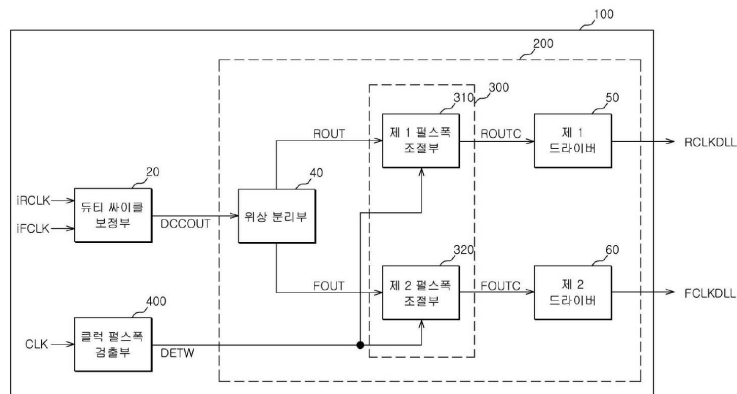 100
200
300
310
제 1 펄스폭
조절부
50
제 1
드라이버
ROUT
ROUTC
RCLKDLL
20
40
iRCLK
iFCLK
듀티 싸이클
보정부
DCCOUT
위상 분리부
320
제 2 펄스폭
조절부
60
제 2
드라이버
FOUT
FOUTC
FCLKDLL
400
CLK
클럭 펄스폭
검출부
DETW